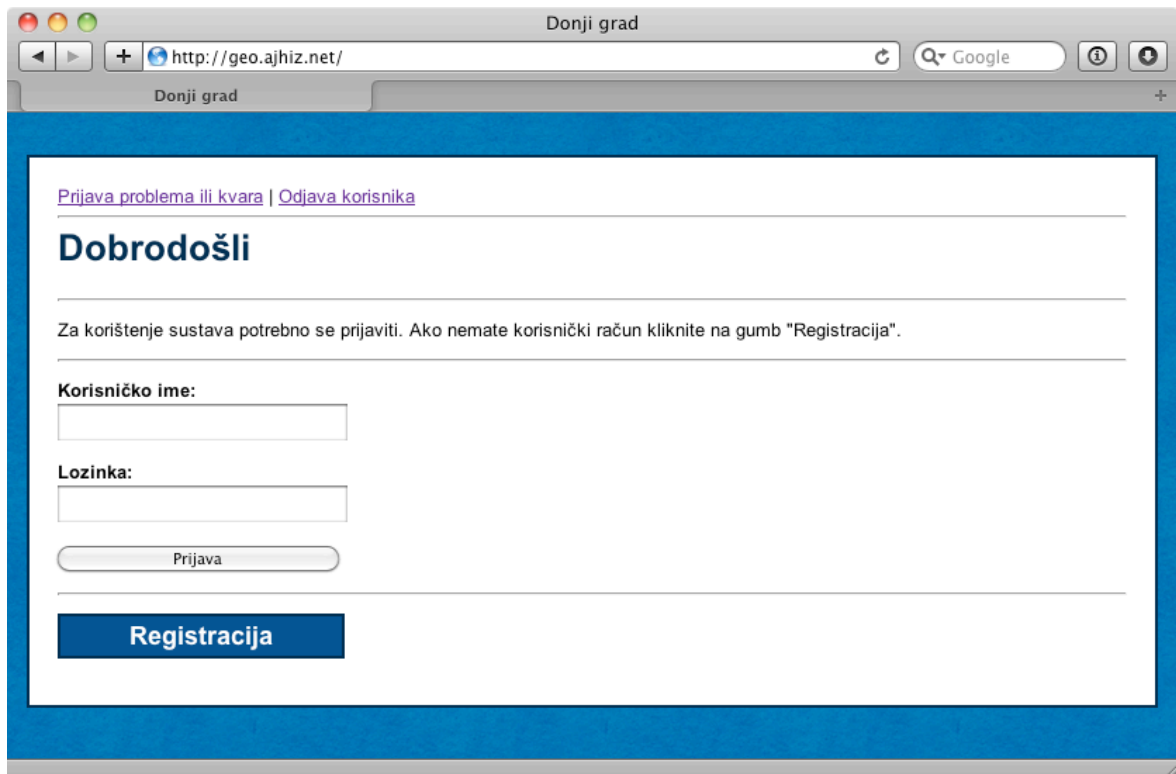 Donji grad
http://geo.ajhiz.net/
Google
Donji grad
Prijava problema ili kvara | Odjava korisnika
Dobrodošli
Za korištenje sustava potrebno se prijaviti. Ako nemate korisnički račun kliknite na gumb "Registracija".
Korisničko ime:
Lozinka:
Prijava
Registracija